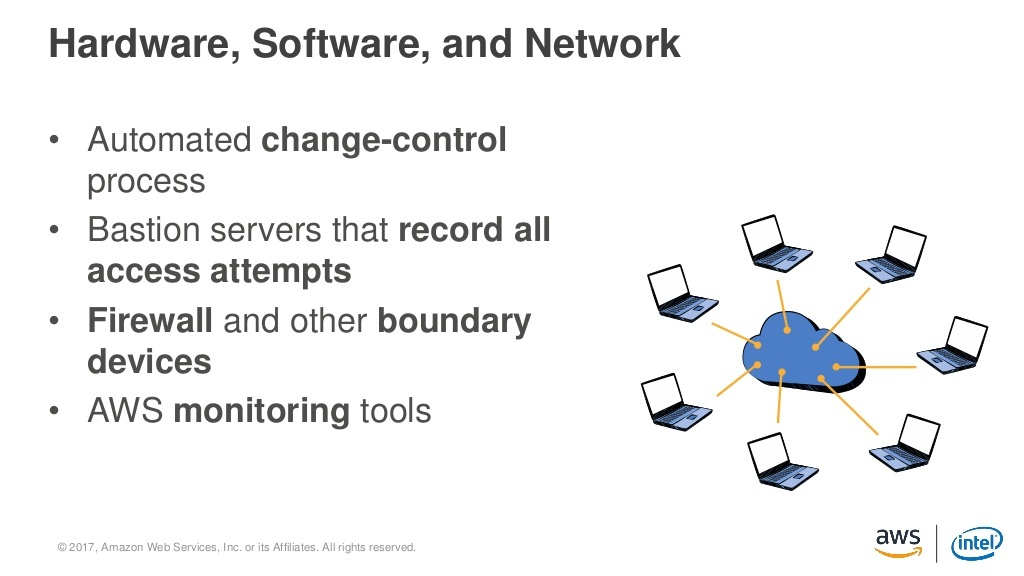 Hardware, Software, and Network
• Automated change-control
process
• Bastion servers that record all
access attempts
• Firewall and other boundary
devices
• AWS monitoring tools
© 2017, Amazon Web Services, Inc. or its Affiliates. All rights reserved.
aws
intel